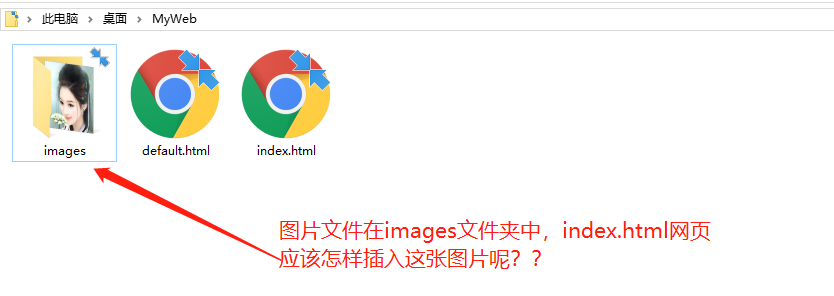 此电脑 > 桌面 > MyWeb
images
default.html
index.html
图片文件在images文件夹中，index.html网页
应该怎样插入这张图片呢？？